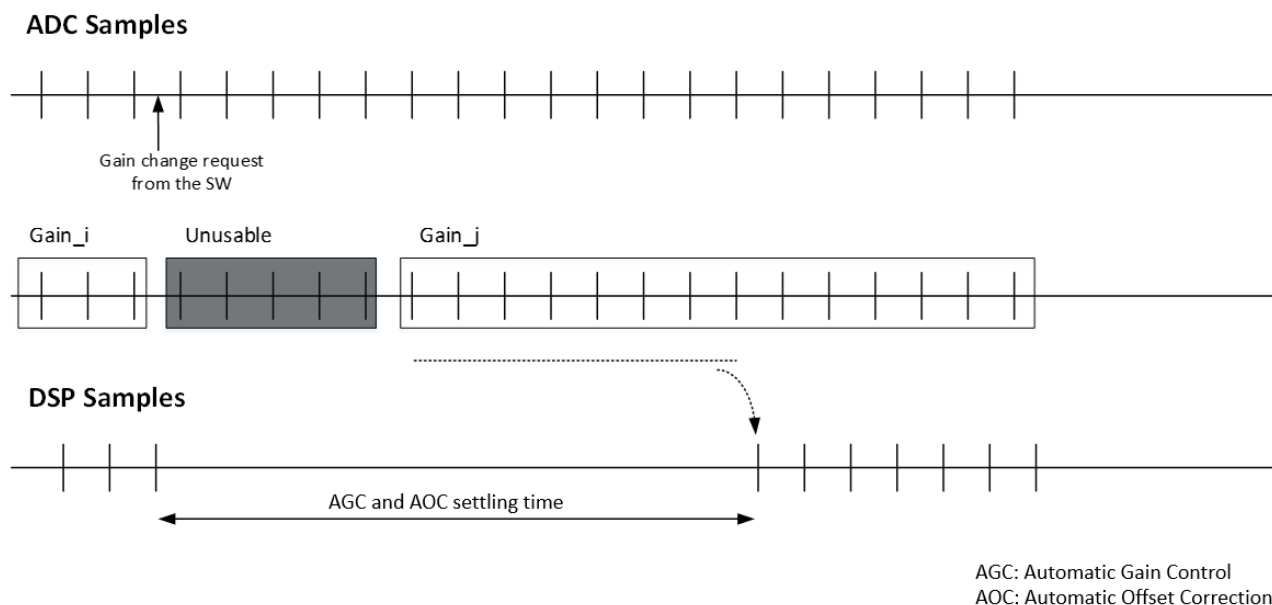 ADC Samples
Gain change request
from the SW
Gain_i
Unusable
Gain_j
DSP Samples
AGC and AOC settling time
AGC: Automatic Gain Control
AOC: Automatic Offset Correction